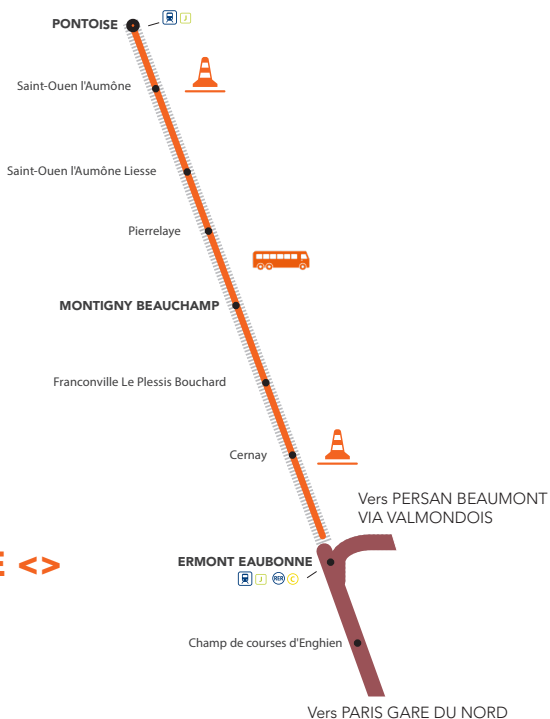 PONTOISE
J
Saint-Ouen l'Aumône
Saint-Ouen l'Aumône Liesse
Pierrelaye
MONTIGNY BEAUCHAMP
Franconville Le Plessis Bouchard
Cernay
Vers PERSAN BEAUMONT
VIA VALMONDOIS
E <>
ERMONT EAUBONNE
J RER C
Champ de courses d'Enghien
Vers PARIS GARE DU NORD